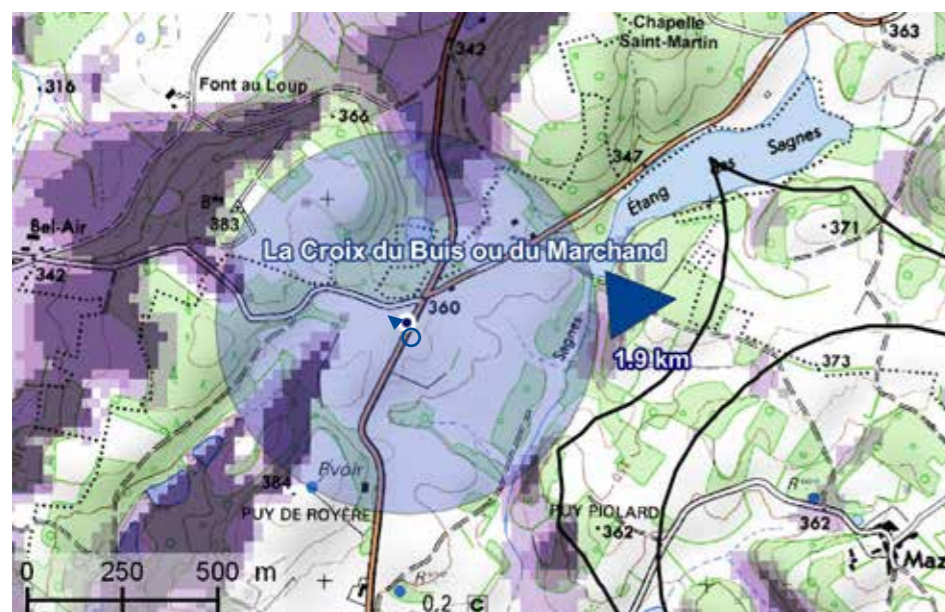 Chapelle
Saint-Martin
363
342
316
Font au Loup
366
347
Étang
des
Sagnes
Bel-Air
383
371
342
La Croix du Buis ou du Marchand
360
Sagnes
1.9 km
373
384
Rvoir
PUY DE ROYÈRE
PUY PIOLARD
362
362
Maz
0 250 500 m
0,2
C